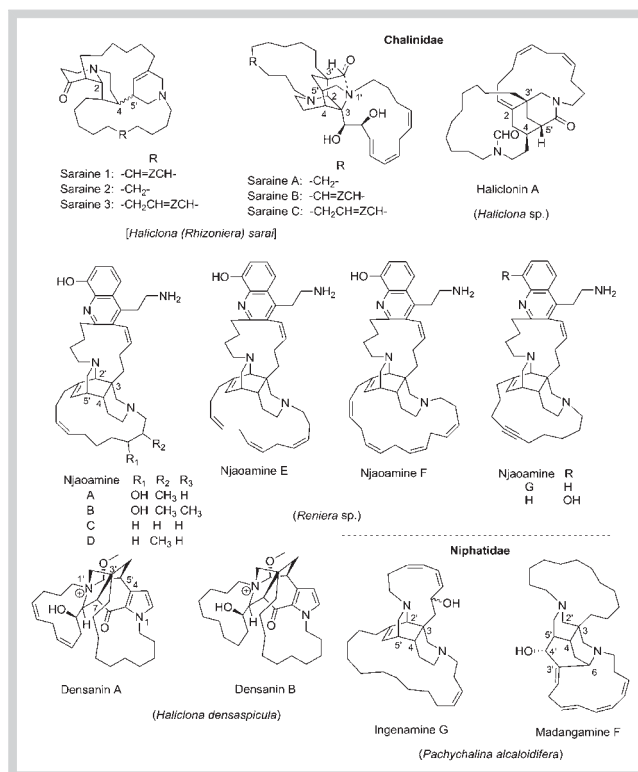 Chalinidae
R
Saraine 1: -CH=ZCH-
Saraine 2: -CH₂-
Saraine 3: -CH₂CH=ZCH-
R
Saraine A: -CH₂-
Saraine B: -CH=ZCH-
Saraine C: -CH₂CH=ZCH-
Haliclonin A
(Haliclona sp.)
[Haliclona (Rhizoniera) sarai]
Njaoamine R₁ R₂ R₃
A OH CH₃ H
B OH CH₃ CH₃
C H H H
D H CH₃ H
Njaoamine E
Njaoamine F
Njaoamine R
G H
H OH
(Reniera sp.)
Niphatidae
Densanin A
Densanin B
(Haliclona densaspicula)
Ingenamine G
Madangamine F
(Pachychalina alcaloidifera)